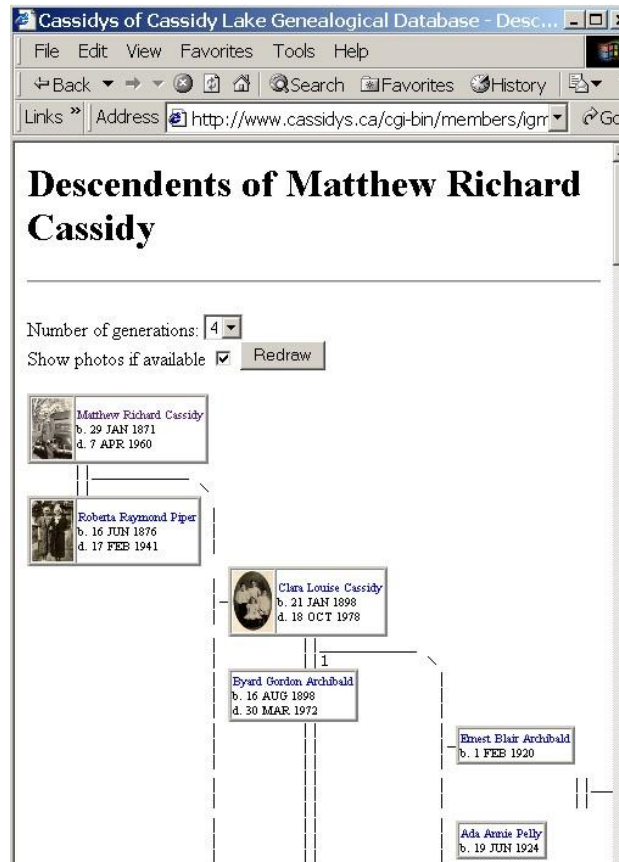 Cassidys of Cassidy Lake Genealogical Database - Desc...
File Edit View Favorites Tools Help
Back Search Favorites History
Links » Address http://www.cassidys.ca/cgi-bin/members/igm Go
Descendents of Matthew Richard
Cassidy
Number of generations: 4
Show photos if available Redraw
Matthew Richard Cassidy
b. 29 JAN 1871
d. 7 APR 1960
Roberta Raymond Piper
b. 16 JUN 1876
d. 17 FEB 1941
Clara Louise Cassidy
b. 21 JAN 1898
d. 18 OCT 1978
1
Byard Gordon Archibald
b. 16 AUG 1898
d. 30 MAR 1972
Ernest Blair Archibald
b. 1 FEB 1920
Ada Annie Pelly
b. 19 JUN 1924